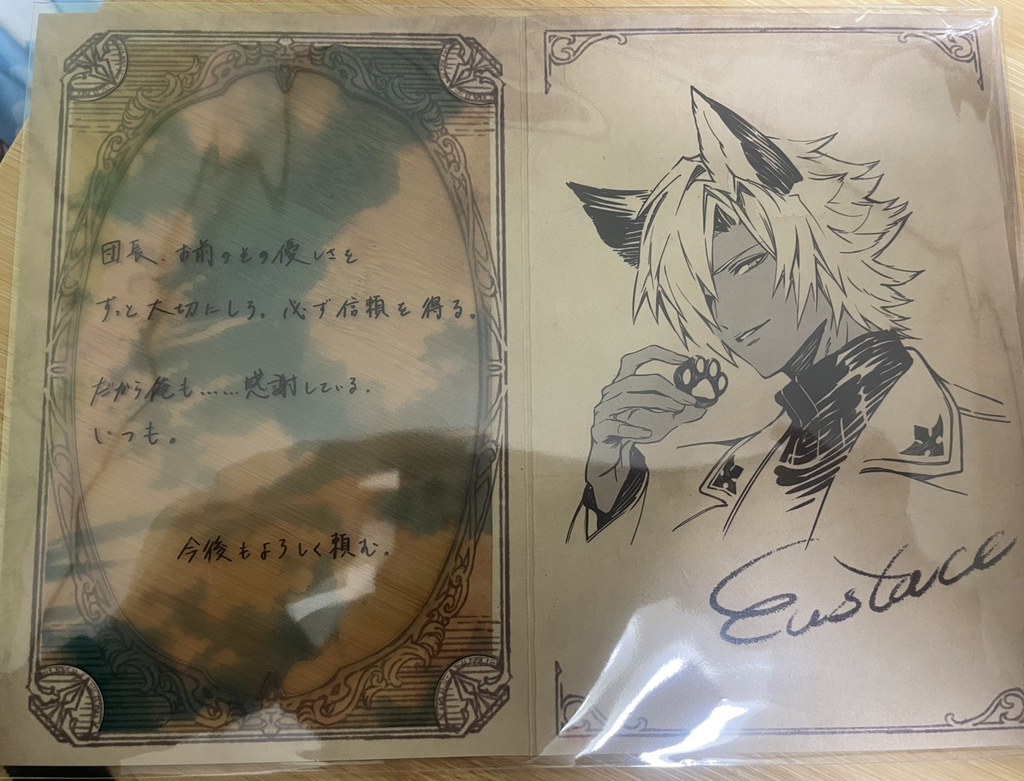 団長、お前のその優しさを
ずっと大切にしろ。必ず信頼を得る。
だから俺も……感謝している。
いつも。
今後もよろしく頼む。
Eustace